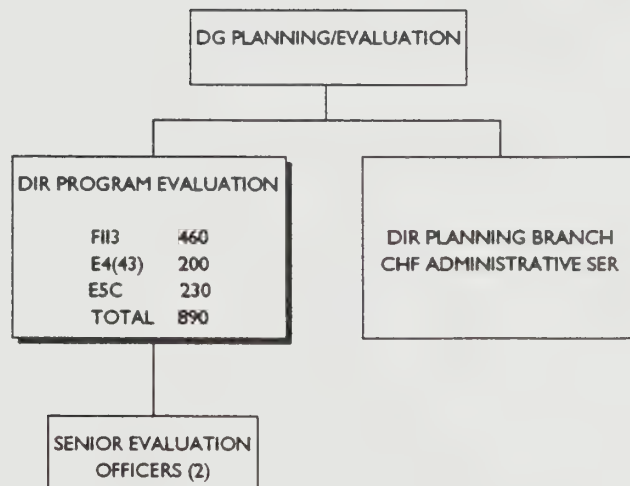 DG PLANNING/EVALUATION
DIR PROGRAM EVALUATION
FII3 460
E4(43) 200
E5C 230
TOTAL 890
DIR PLANNING BRANCH
CHF ADMINISTRATIVE SER
SENIOR EVALUATION
OFFICERS (2)